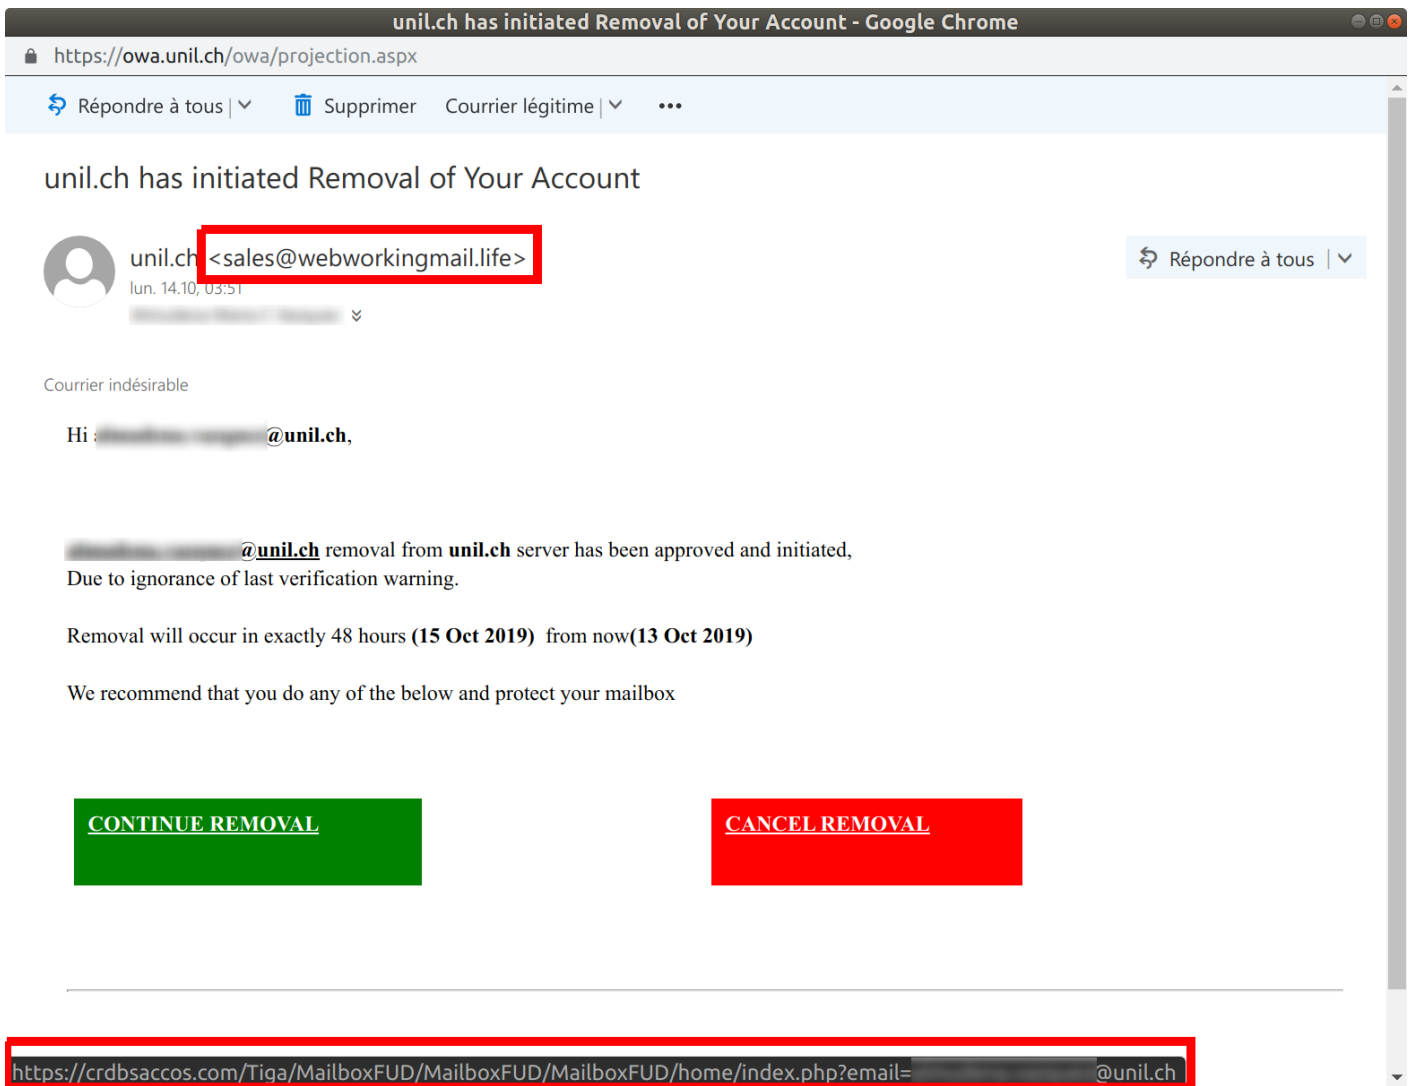 unil.ch has initiated Removal of Your Account - Google Chrome
https://owa.unil.ch/owa/projection.aspx
Répondre à tous | Supprimer Courrier légitime | •••
unil.ch has initiated Removal of Your Account
unil.ch <sales@webworkingmail.life>
Répondre à tous |
lun. 14.10, 03:51
Courrier indésirable
Hi @unil.ch,
@unil.ch removal from unil.ch server has been approved and initiated,
Due to ignorance of last verification warning.
Removal will occur in exactly 48 hours (15 Oct 2019) from now(13 Oct 2019)
We recommend that you do any of the below and protect your mailbox
CONTINUE REMOVAL
CANCEL REMOVAL
https://crdbsaccos.com/Tiga/MailboxFUD/MailboxFUD/MailboxFUD/home/index.php?email= @unil.ch